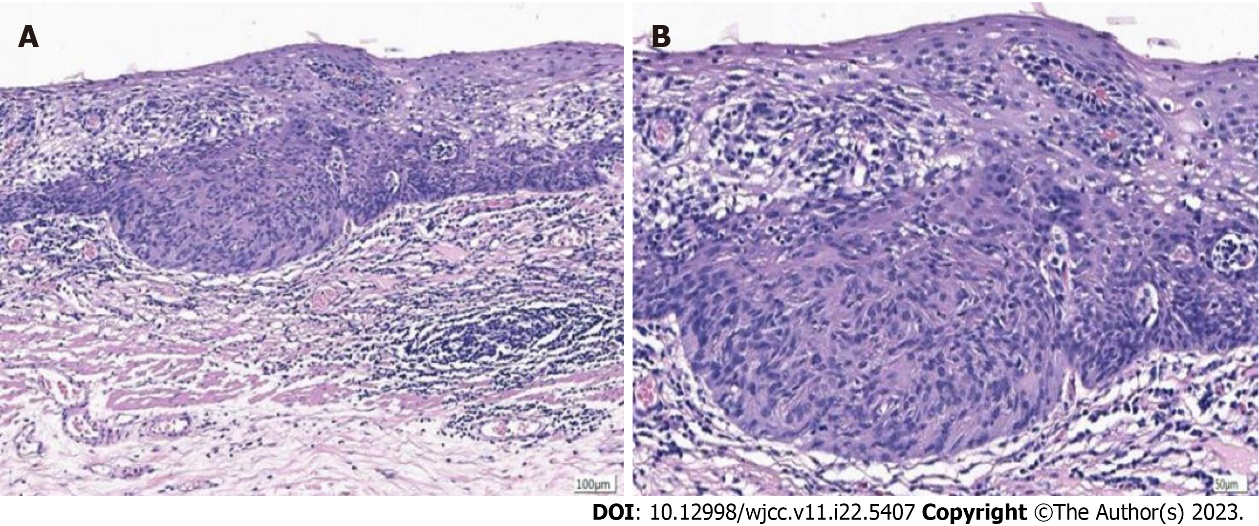 A
B
100μm
50μm
DOI: 10.12998/wjcc.v11.i22.5407 Copyright ©The Author(s) 2023.